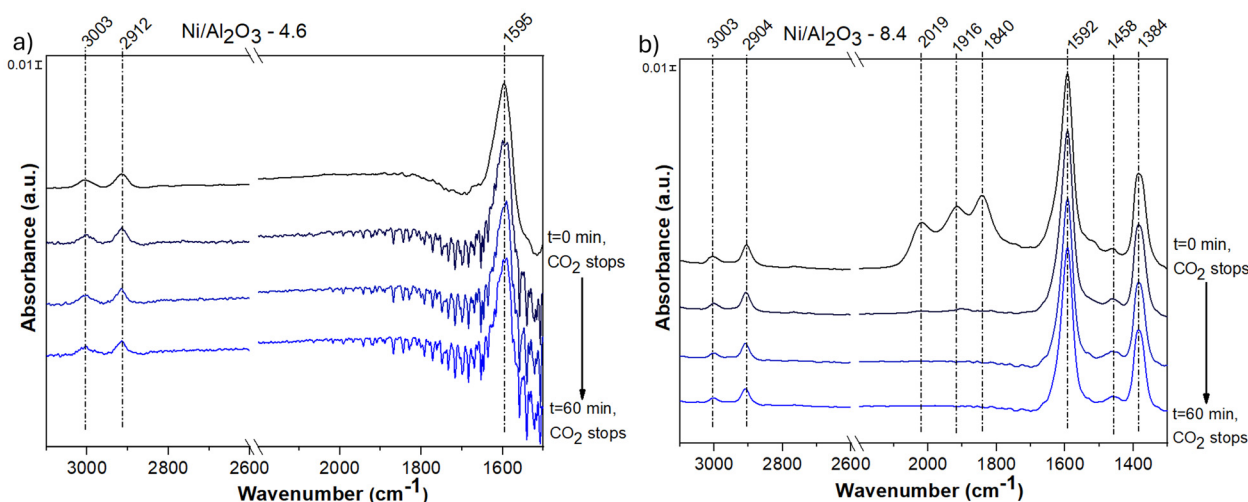 a)
Ni/Al2O3 - 4.6
3003
2912
1595
0.01
Absorbance (a.u.)
t=0 min,
CO2 stops
t=60 min,
CO2 stops
3000 2800 2600 2000 1800 1600
Wavenumber (cm-1)
b)
Ni/Al2O3 - 8.4
3003
2904
2019
1916
1840
1592
1458
1384
0.01
Absorbance (a.u.)
t=0 min,
CO2 stops
t=60 min,
CO2 stops
3000 2800 2600 2000 1800 1600 1400
Wavenumber (cm-1)